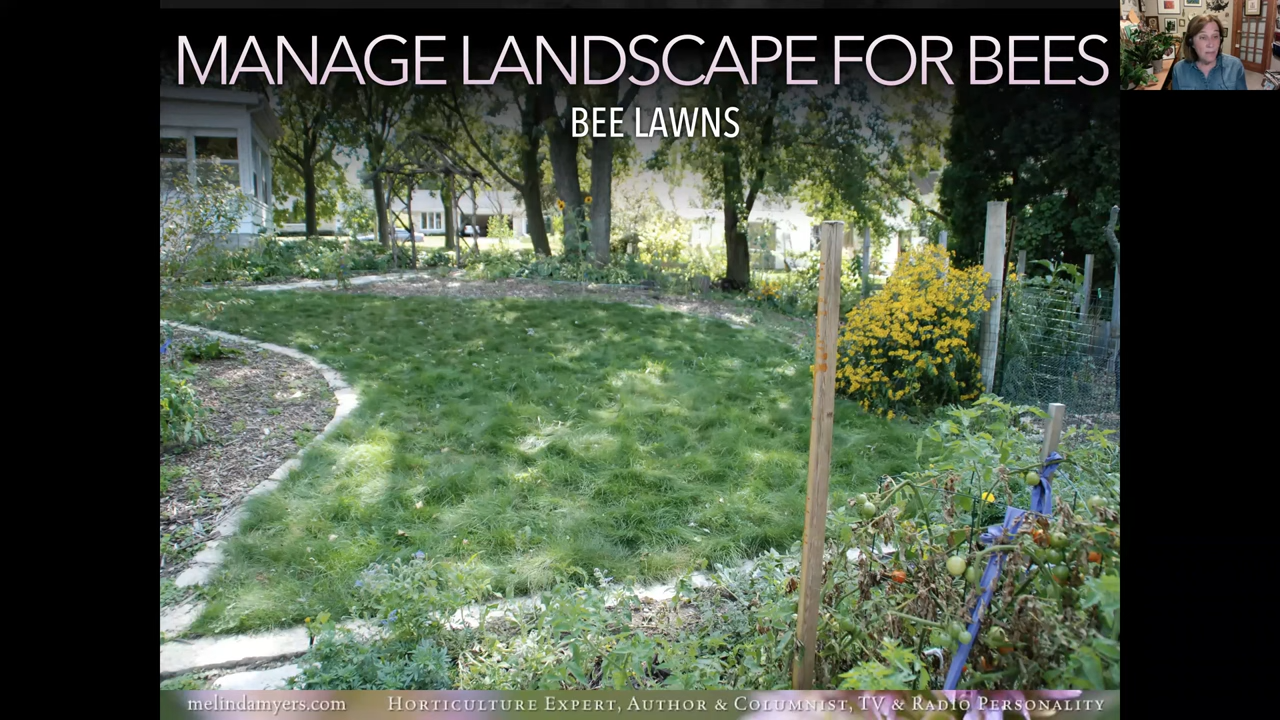 MANAGE LANDSCAPE FOR BEES
BEE LAWNS
melindamyers.com
HORTICULTURE EXPERT, AUTHOR & COLUMNIST, TV & RADIO PERSONALITY